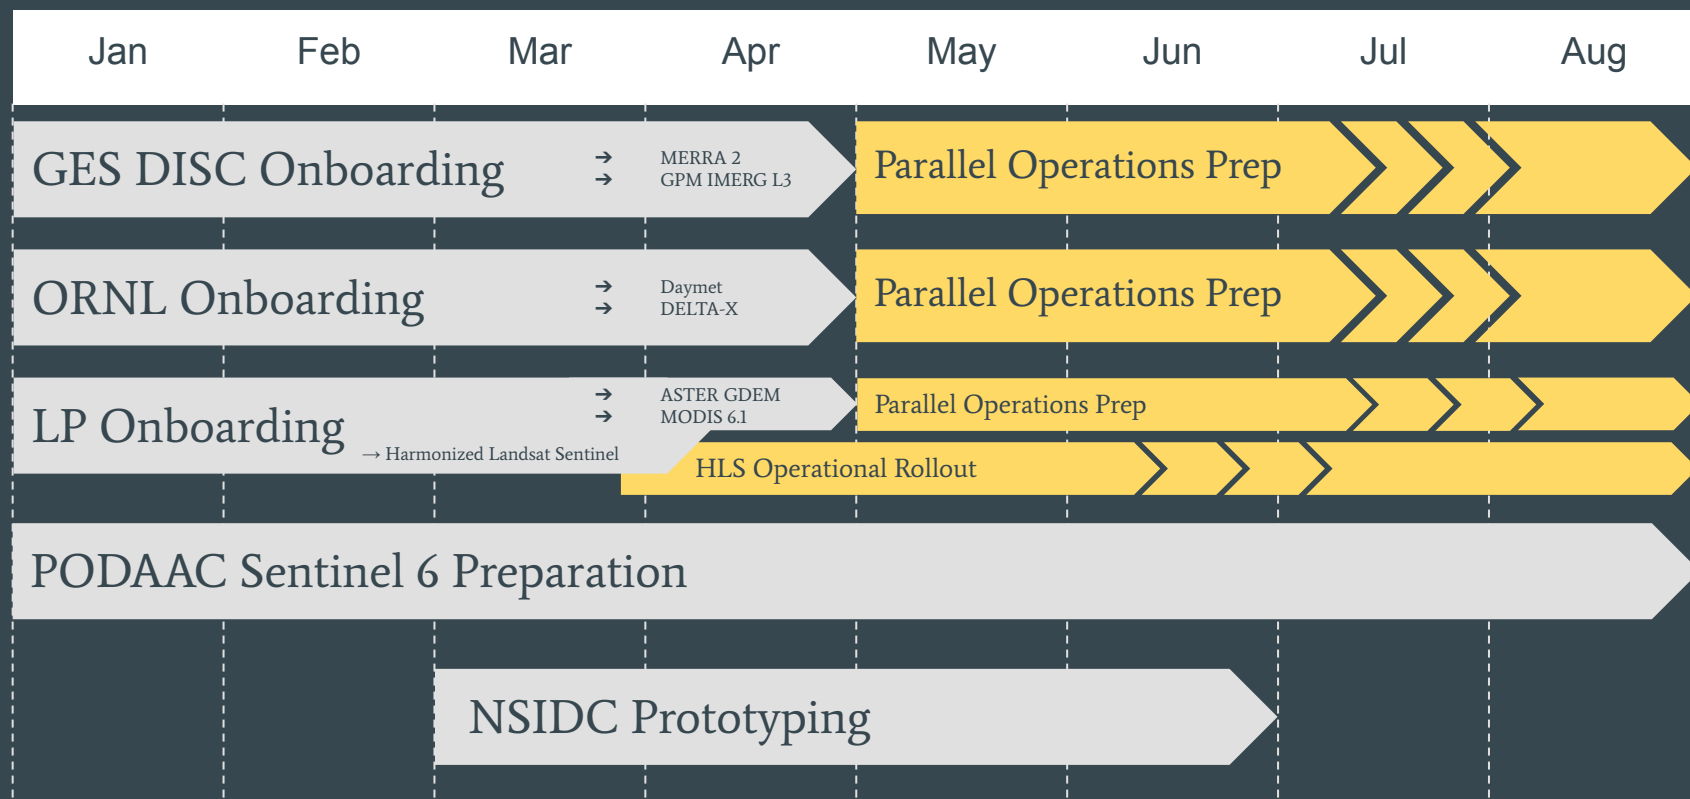 Jan Feb Mar Apr May Jun Jul Aug
GES DISC Onboarding
➔ MERRA 2
➔ GPM IMERG L3
Parallel Operations Prep
ORNL Onboarding
➔ Daymet
➔ DELTA-X
Parallel Operations Prep
LP Onboarding
➔ ASTER GDEM
➔ MODIS 6.1
→ Harmonized Landsat Sentinel
Parallel Operations Prep
HLS Operational Rollout
PODAAC Sentinel 6 Preparation
NSIDC Prototyping